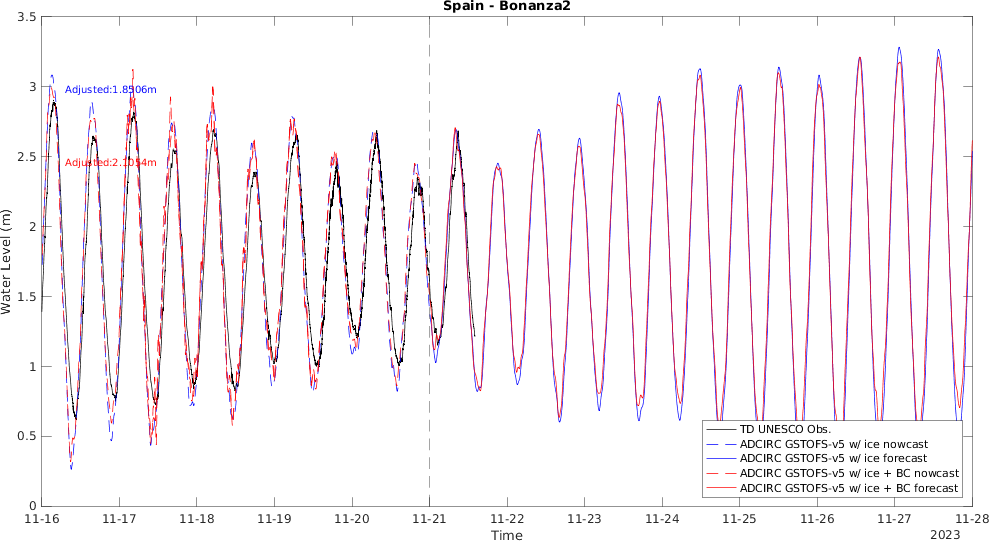 Spain - Bonanza2
3.5
3
2.5
2
1.5
1
0.5
0
Water Level (m)
Adjusted:1.8506m
Adjusted:2.1054m
TD UNESCO Obs.
ADCIRC GSTOFS-v5 w/ ice nowcast
ADCIRC GSTOFS-v5 w/ ice forecast
ADCIRC GSTOFS-v5 w/ ice + BC nowcast
ADCIRC GSTOFS-v5 w/ ice + BC forecast
11-16 11-17 11-18 11-19 11-20 11-21 11-22 11-23 11-24 11-25 11-26 11-27 11-28
Time
2023